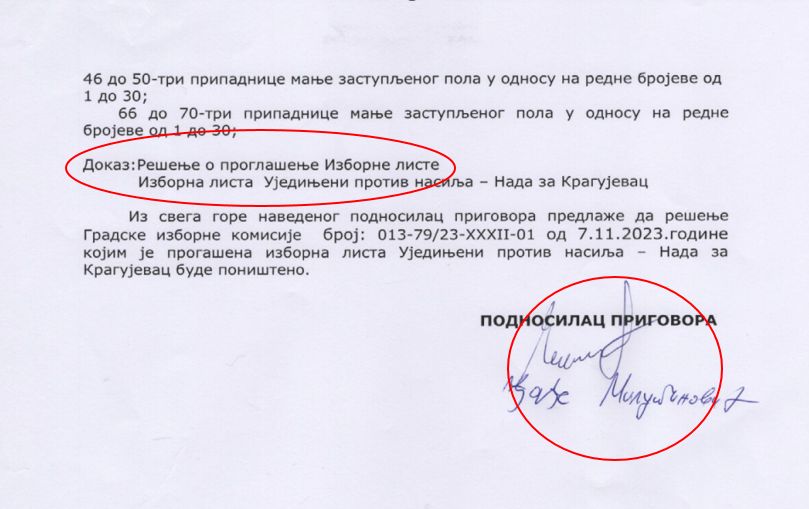 46 до 50-три припаднице мање заступљеног пола у односу на редне бројеве од
1 до 30;
66 до 70-три припаднице мање заступљеног пола у односу на редне
бројеве од 1 до 30;
Доказ:Решење о проглашење Изборне листе
Изборна листа Уједињени против насиља – Нада за Крагујевац
Из свега горе наведеног подносилац приговора предлаже да решење
Градске изборне комисије број: 013-79/23-XXXII-01 од 7.11.2023.године
којим је прогашена изборна листа Уједињени против насиља – Нада за
Крагујевац буде поништено.
ПОДНОСИЛАЦ ПРИГОВОРА